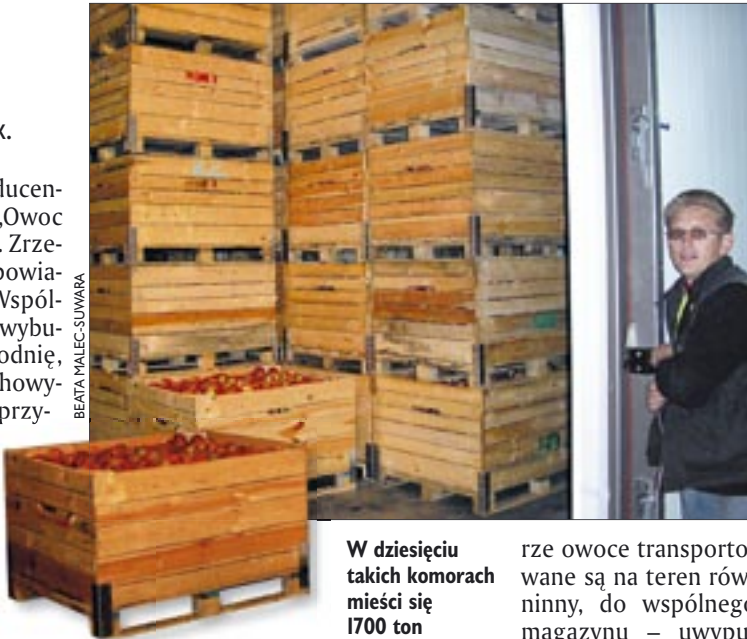 x.
ducen-
„Owoc
. Zrze-
powia-
Wspól-
wybu-
odnię,
howy-
przy-
BEATA MALEC-SUWARA
W dziesięciu
takich komorach
mieści się
1700 ton
rze owoce transporto-
wane są na teren rów-
ninny, do wspólnego
magazynu – uwypu-